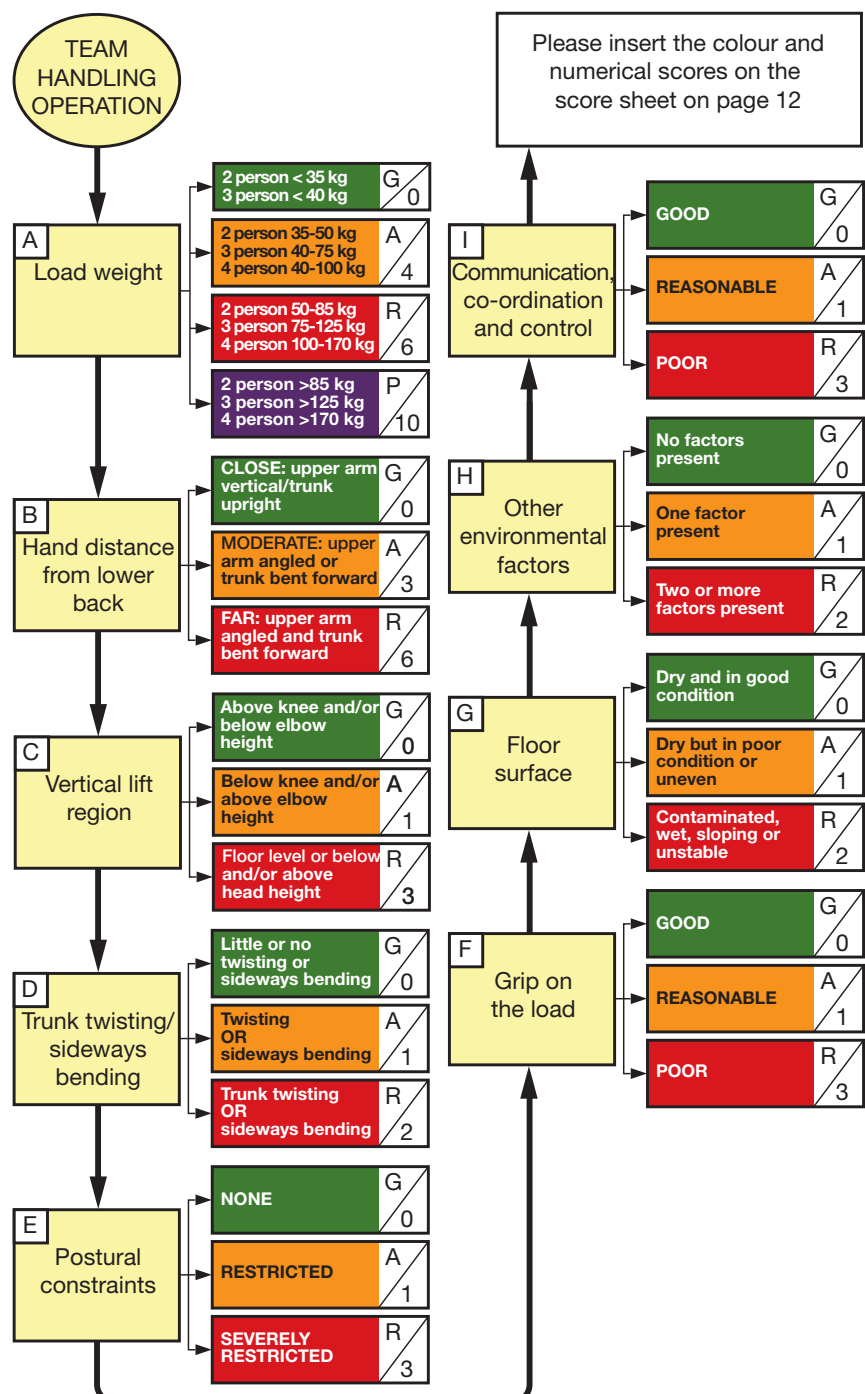 TEAM
HANDLING
OPERATION
A
Load weight
2 person < 35 kg
3 person < 40 kg
G
0
2 person 35-50 kg
3 person 40-75 kg
4 person 40-100 kg
A
4
2 person 50-85 kg
3 person 75-125 kg
4 person 100-170 kg
R
6
2 person >85 kg
3 person >125 kg
4 person >170 kg
P
10
B
Hand distance
from lower
back
CLOSE: upper arm
vertical/trunk
upright
G
0
MODERATE: upper
arm angled or
trunk bent forward
A
3
FAR: upper arm
angled and trunk
bent forward
R
6
C
Vertical lift
region
Above knee and/or
below elbow
height
G
0
Below knee and/or
above elbow
height
A
1
Floor level or below
and/or above
head height
R
3
D
Trunk twisting/
sideways
bending
Little or no
twisting or
sideways bending
G
0
Twisting
OR
sideways bending
A
1
Trunk twisting
OR
sideways bending
R
2
E
Postural
constraints
NONE
G
0
RESTRICTED
A
1
SEVERELY
RESTRICTED
R
3
F
Grip on
the load
GOOD
G
0
REASONABLE
A
1
POOR
R
3
G
Floor
surface
Dry and in good
condition
G
0
Dry but in poor
condition or
uneven
A
1
Contaminated,
wet, sloping or
unstable
R
2
H
Other
environmental
factors
No factors
present
G
0
One factor
present
A
1
Two or more
factors present
R
2
I
Communication,
co-ordination
and control
GOOD
G
0
REASONABLE
A
1
POOR
R
3
Please insert the colour and
numerical scores on the
score sheet on page 12